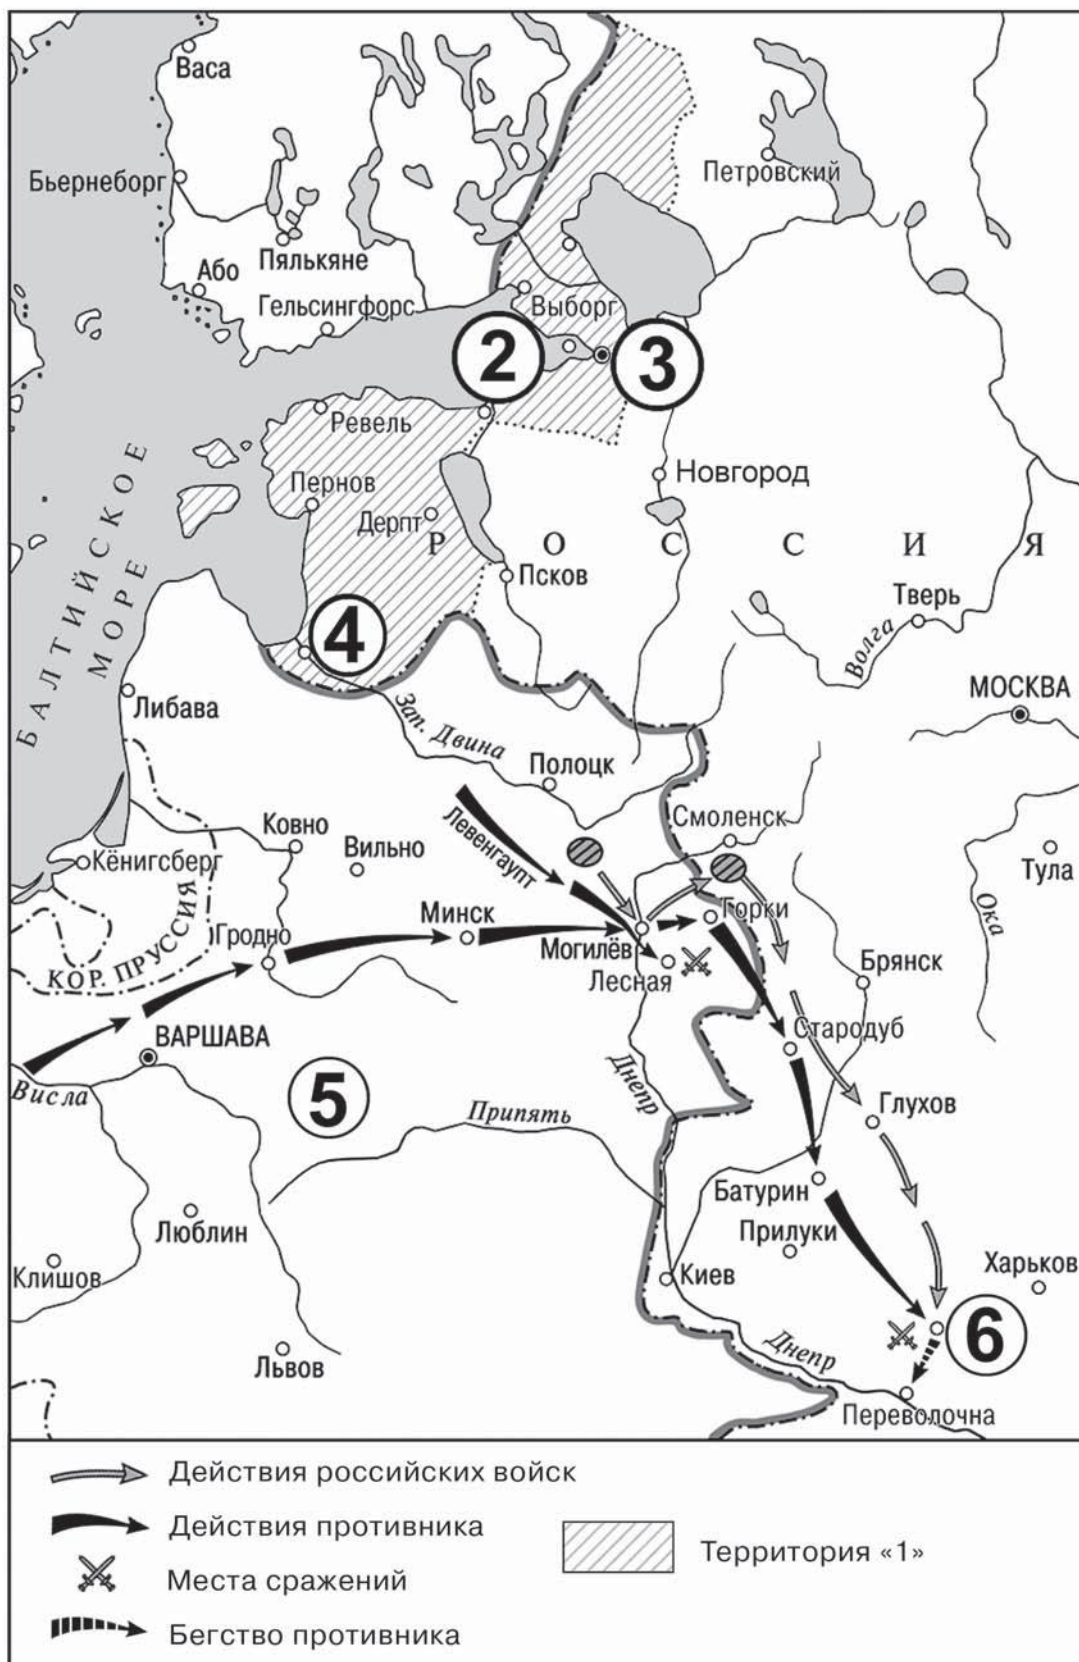 Васа
Бьернеборг
Петровский
Пялькяне
Або
Гельсингфорс
Выборг
2
3
Ревель
Новгород
Пернов
Дерпт
РОССИЯ
Псков
БАЛТИЙСКОЕ
МОРЕ
Тверь
Волга
4
МОСКВА
Либава
Зап. Двина
Полоцк
Смоленск
Левенгаупт
Ковно
Вильно
Кёнигсберг
Тула
Ока
КОР. ПРУССИЯ
Гродно
Минск
Горки
Могилёв
Лесная
Брянск
ВАРШАВА
Стародуб
Висла
5
Днепр
Припять
Глухов
Батурин
Люблин
Прилуки
Клишов
Киев
Харьков
6
Львов
Днепр
Переволочна
Действия российских войск
Действия противника
Территория «1»
Места сражений
Бегство противника